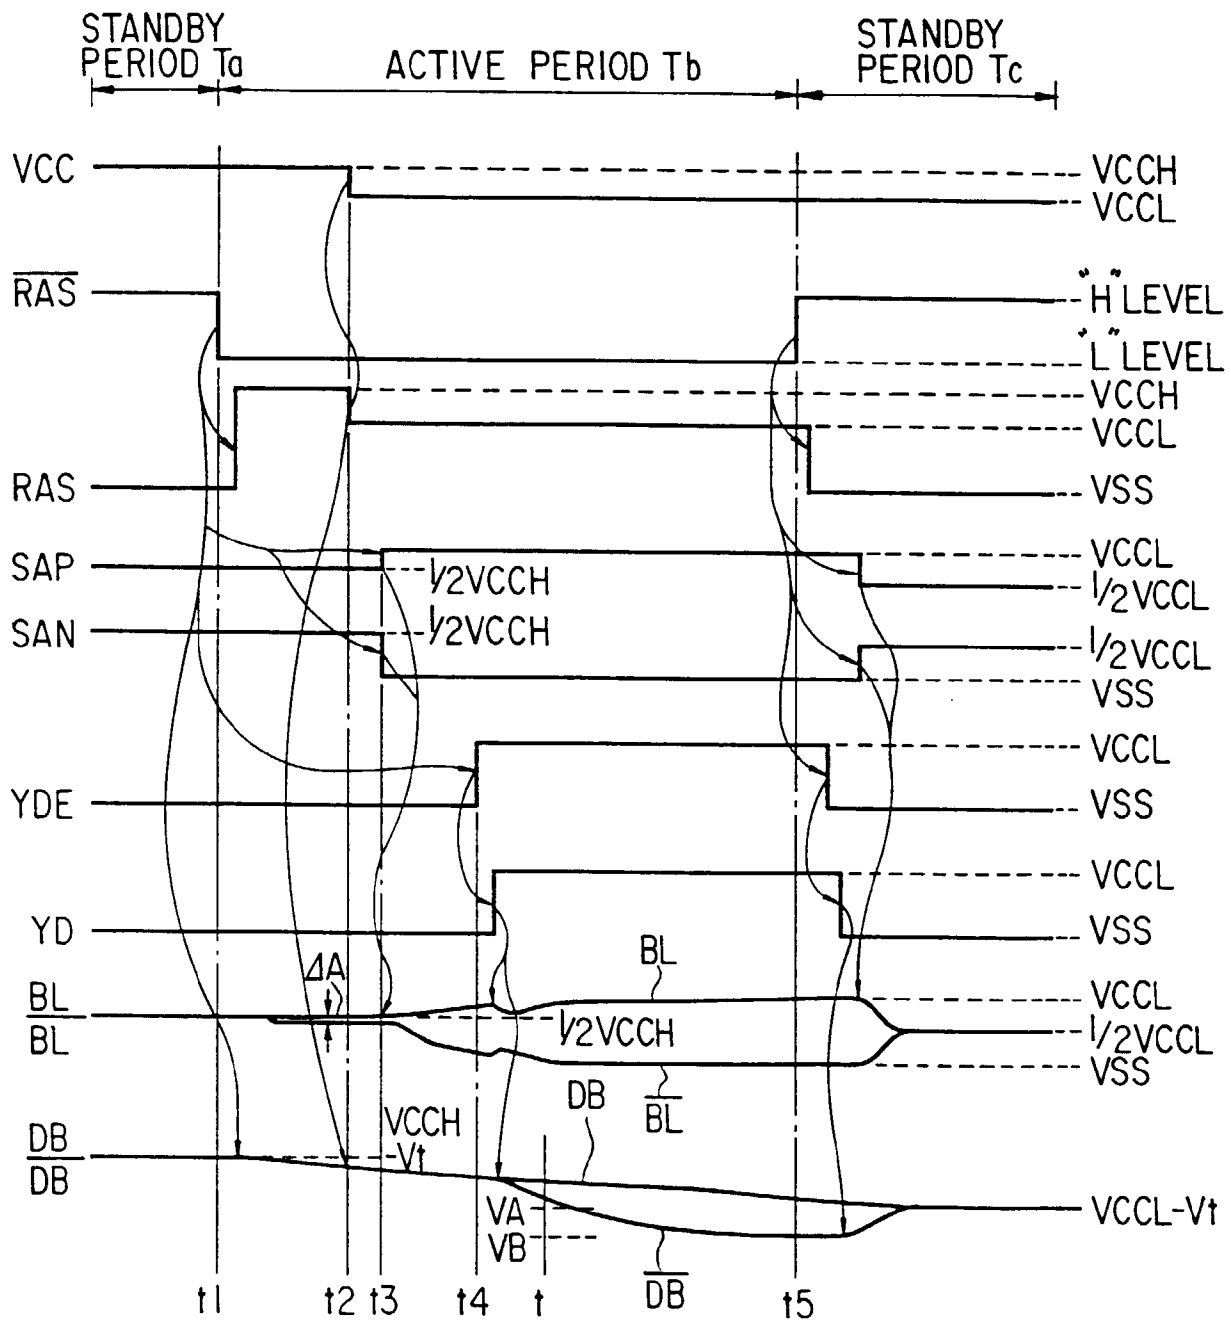 STANDBY
PERIOD Ta
ACTIVE PERIOD Tb
STANDBY
PERIOD Tc
VCC
VCCH
VCCL
RAS
"H" LEVEL
"L" LEVEL
VCCH
VCCL
RAS
VSS
SAP
1/2VCCH
VCCL
1/2VCCL
SAN
1/2VCCH
1/2VCCL
VSS
YDE
VCCL
VSS
YD
VCCL
VSS
BL
BL
ΔA
BL
1/2VCCH
BL
VCCL
1/2VCCL
VSS
DB
DB
VCCH
Vt
DB
VA
VB
DB
VCCL-Vt
t1
t2
t3
t4
t
t5